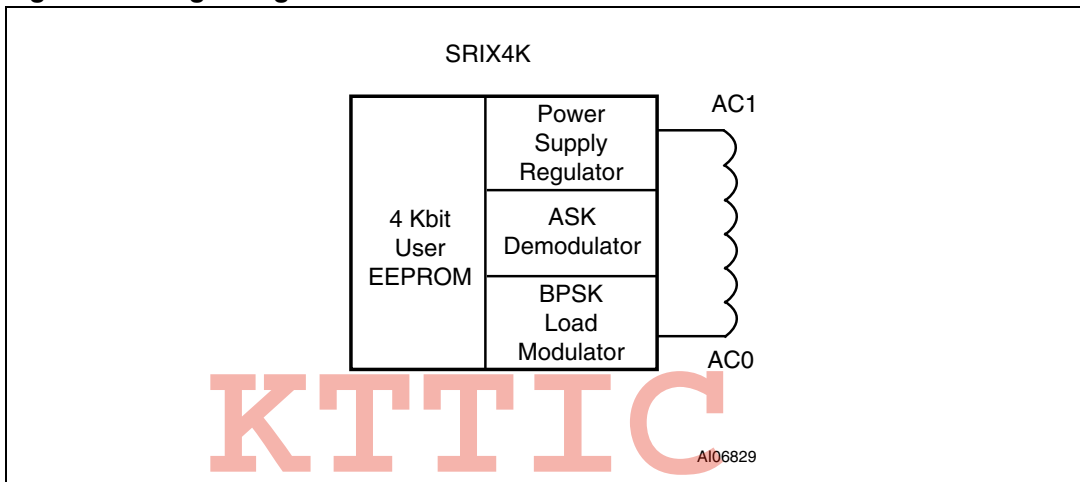 SRIX4K
AC1
Power
Supply
Regulator
4 Kbit
User
EEPROM
ASK
Demodulator
BPSK
Load
Modulator
AC0
KTTIC
AI06829